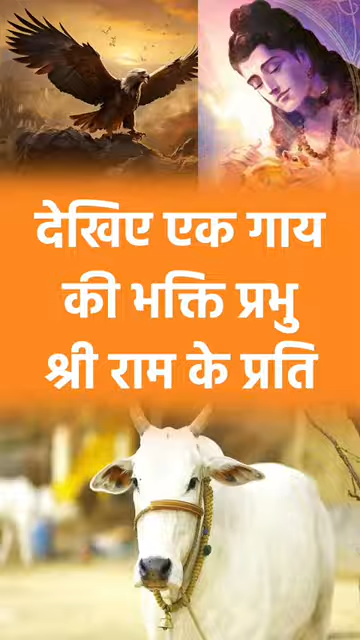 देखिए एक गाय
की भक्ति प्रभु
श्री राम के प्रति